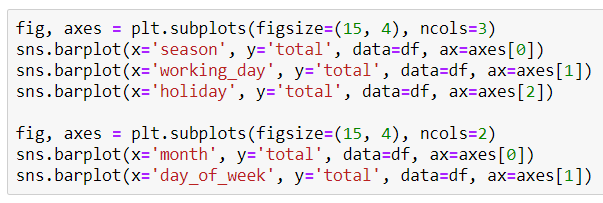 fig, axes = plt.subplots(figsize=(15, 4), ncols=3)
sns.barplot(x='season', y='total', data=df, ax=axes[0])
sns.barplot(x='working_day', y='total', data=df, ax=axes[1])
sns.barplot(x='holiday', y='total', data=df, ax=axes[2])

fig, axes = plt.subplots(figsize=(15, 4), ncols=2)
sns.barplot(x='month', y='total', data=df, ax=axes[0])
sns.barplot(x='day_of_week', y='total', data=df, ax=axes[1])